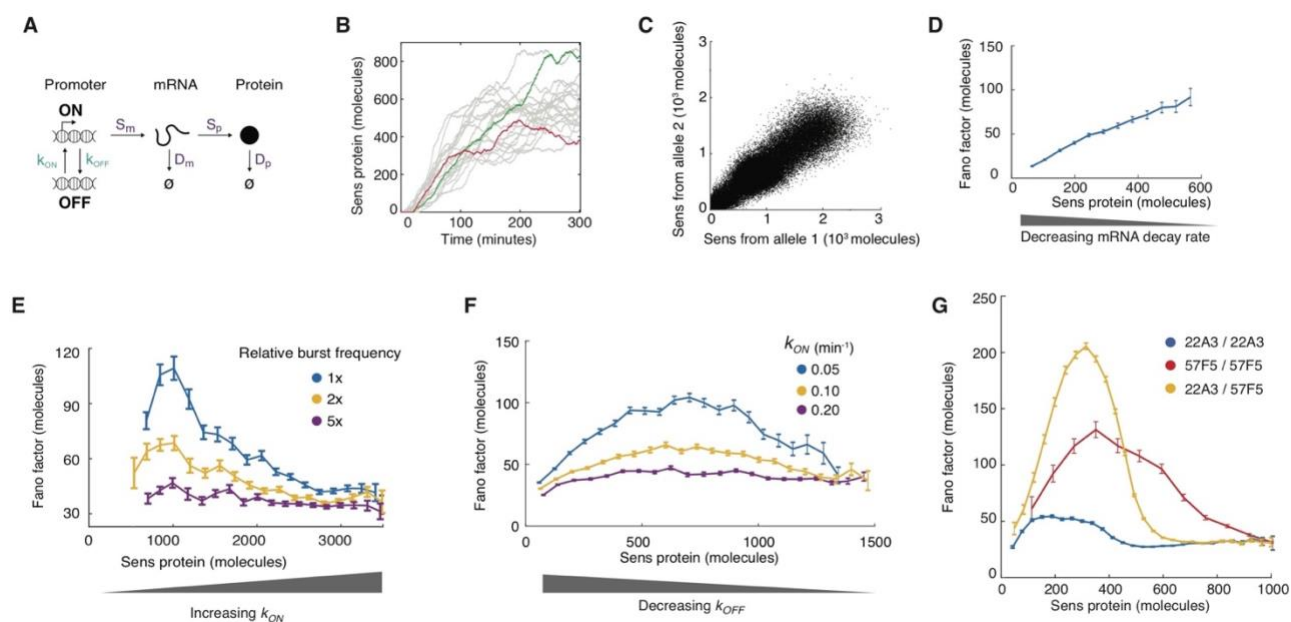 A
Promoter
mRNA
Protein
ON
Sm
Sp
kON
kOFF
Dm
Dp
ø
ø
OFF
B
Sens protein (molecules)
800
600
400
200
0
0
100
200
300
Time (minutes)
C
Sens from allele 2 (10³ molecules)
3
2
1
0
0
1
2
3
Sens from allele 1 (10³ molecules)
D
Fano factor (molecules)
150
100
50
0
0
200
400
600
Sens protein (molecules)
Decreasing mRNA decay rate
E
Fano factor (molecules)
120
90
60
30
Relative burst frequency
1x
2x
5x
0
1000
2000
3000
Sens protein (molecules)
Increasing kON
F
Fano factor (molecules)
150
100
50
0
kON (min⁻¹)
0.05
0.10
0.20
0
500
1000
1500
Sens protein (molecules)
Decreasing kOFF
G
Fano factor (molecules)
250
200
150
100
50
0
22A3 / 22A3
57F5 / 57F5
22A3 / 57F5
0
200
400
600
800
1000
Sens protein (molecules)